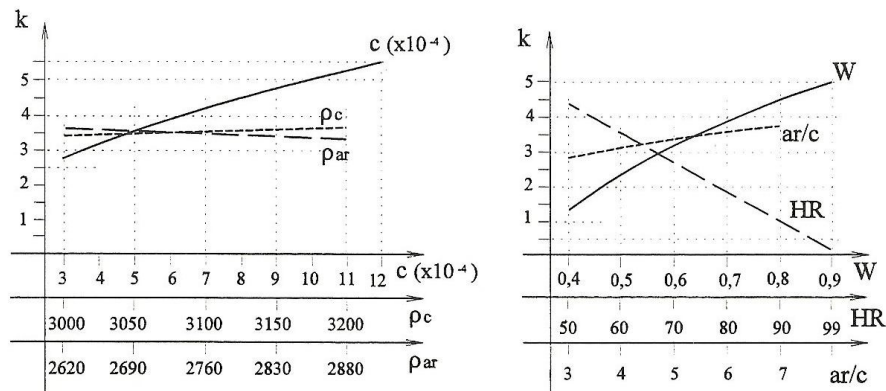 k
c (x10⁻⁴)
5
4
3
2
1
ρc
ρar
3 4 5 6 7 8 9 10 11 12 c (x10⁻⁴)
3000 3050 3100 3150 3200 ρc
2620 2690 2760 2830 2880 ρar
k
W
5
4
3
2
1
ar/c
HR
0,4 0,5 0,6 0,7 0,8 0,9 W
50 60 70 80 90 99 HR
3 4 5 6 7 ar/c